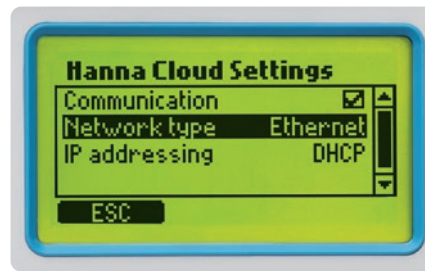 Hanna Cloud Settings
Communication
Network type Ethernet
IP addressing DHCP
ESC